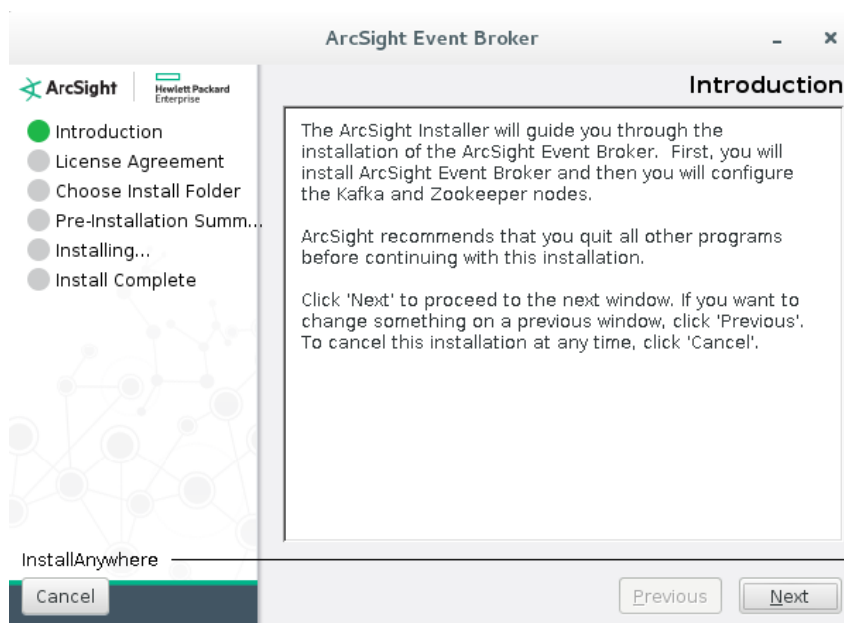 ArcSight Event Broker
ArcSight
Hewlett Packard
Enterprise
Introduction
Introduction
License Agreement
Choose Install Folder
Pre-Installation Summ...
Installing...
Install Complete
The ArcSight Installer will guide you through the
installation of the ArcSight Event Broker.  First, you will
install ArcSight Event Broker and then you will configure
the Kafka and Zookeeper nodes.
ArcSight recommends that you quit all other programs
before continuing with this installation.
Click 'Next' to proceed to the next window. If you want to
change something on a previous window, click 'Previous'.
To cancel this installation at any time, click 'Cancel'.
InstallAnywhere
Cancel
Previous
Next